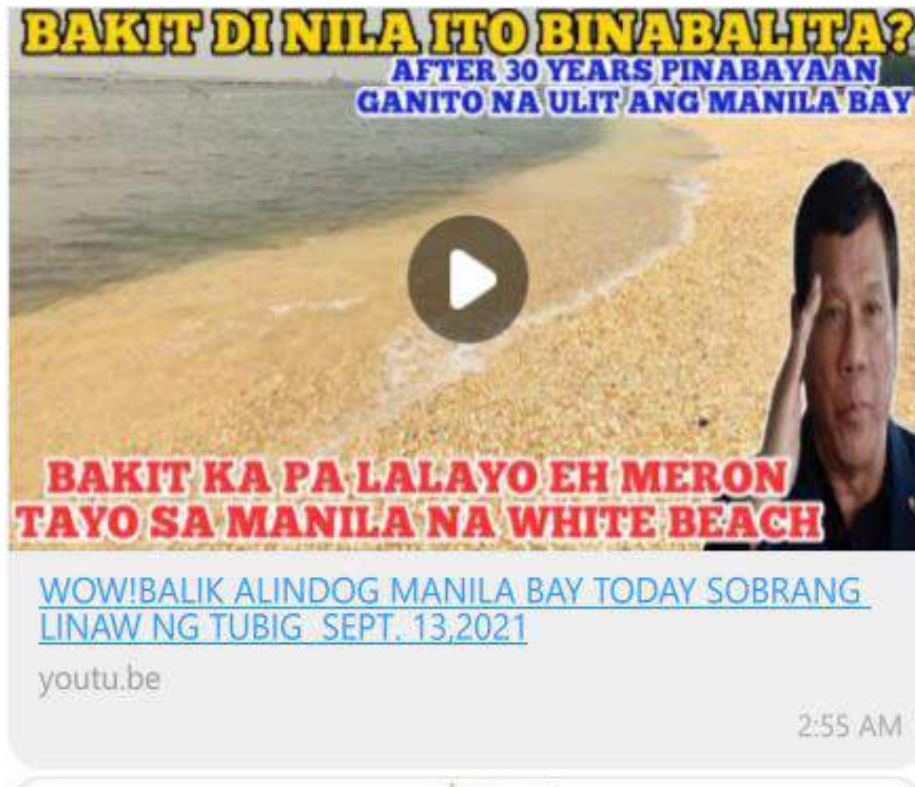 BAKIT DI NILA ITO BINABALITA?
AFTER 30 YEARS PINABAYAAN
GANITO NA ULIT ANG MANILA BAY
BAKIT KA PA LALAYO EH MERON
TAYO SA MANILA NA WHITE BEACH
WOW!BALIK ALINDOG MANILA BAY TODAY SOBRANG
LINAW NG TUBIG  SEPT. 13,2021
youtu.be
2:55 AM